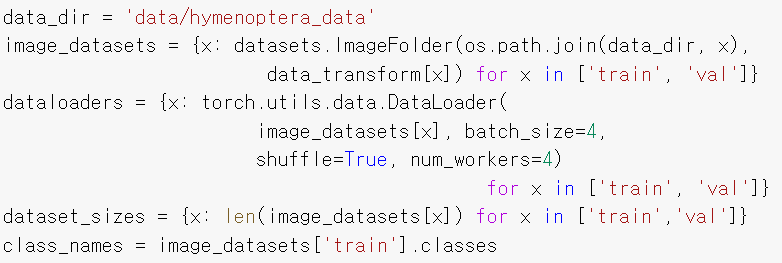 data_dir = 'data/hymenoptera_data'
image_datasets = {x: datasets.ImageFolder(os.path.join(data_dir, x),
data_transform[x]) for x in ['train', 'val']}
dataloaders = {x: torch.utils.data.DataLoader(
image_datasets[x], batch_size=4,
shuffle=True, num_workers=4)
for x in ['train', 'val']}
dataset_sizes = {x: len(image_datasets[x]) for x in ['train','val']}
class_names = image_datasets['train'].classes